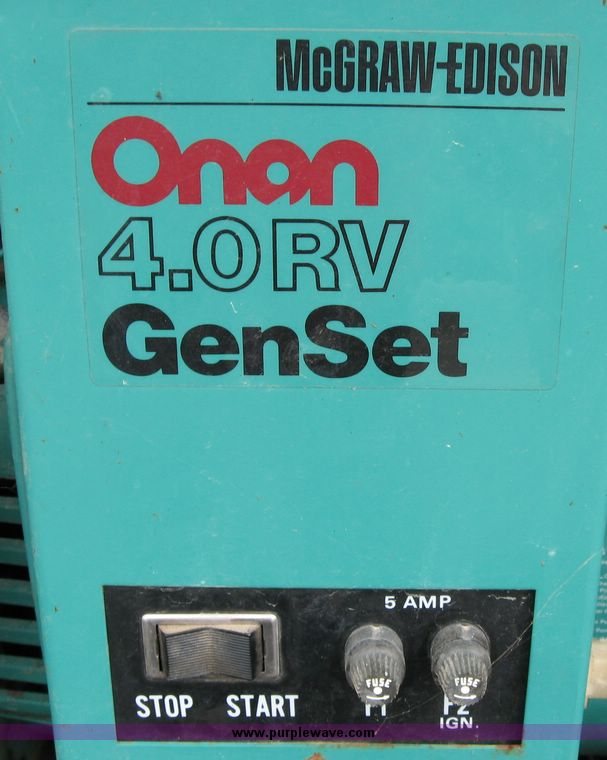 McGRAW-EDISON
Onan
4.0 RV
GenSet
5 AMP
FUSE FUSE
STOP START F1 F2
IGN.
www.purplewave.com